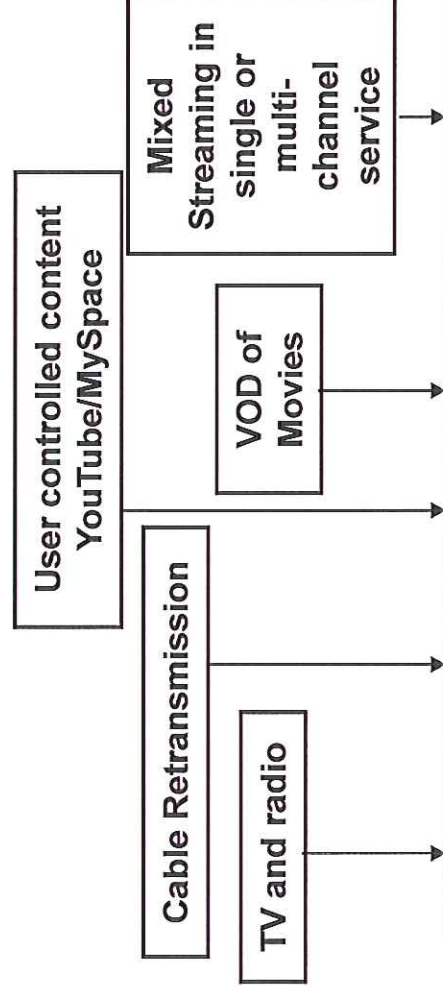 User controlled content
YouTube/MySpace
Cable Retransmission
TV and radio
VOD of
Movies
Mixed
Streaming in
single or
multi-
channel
service